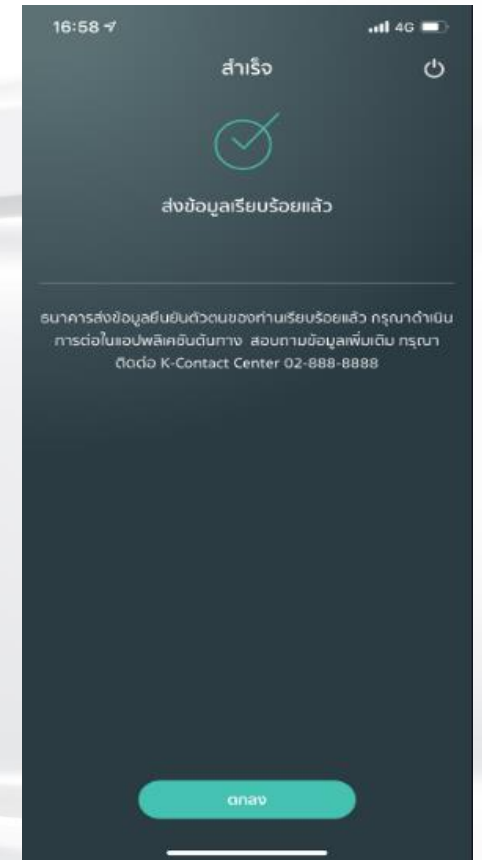 16:58
4G
สำเร็จ
ส่งข้อมูลเรียบร้อยแล้ว
ธนาคารส่งข้อมูลยืนยันตัวตนของท่านเรียบร้อยแล้ว กรุณาดำเนิน
การต่อในแอปพลิเคชันต้นทาง สอบถามข้อมูลเพิ่มเติม กรุณา
ติดต่อ K-Contact Center 02-888-8888
ตกลง